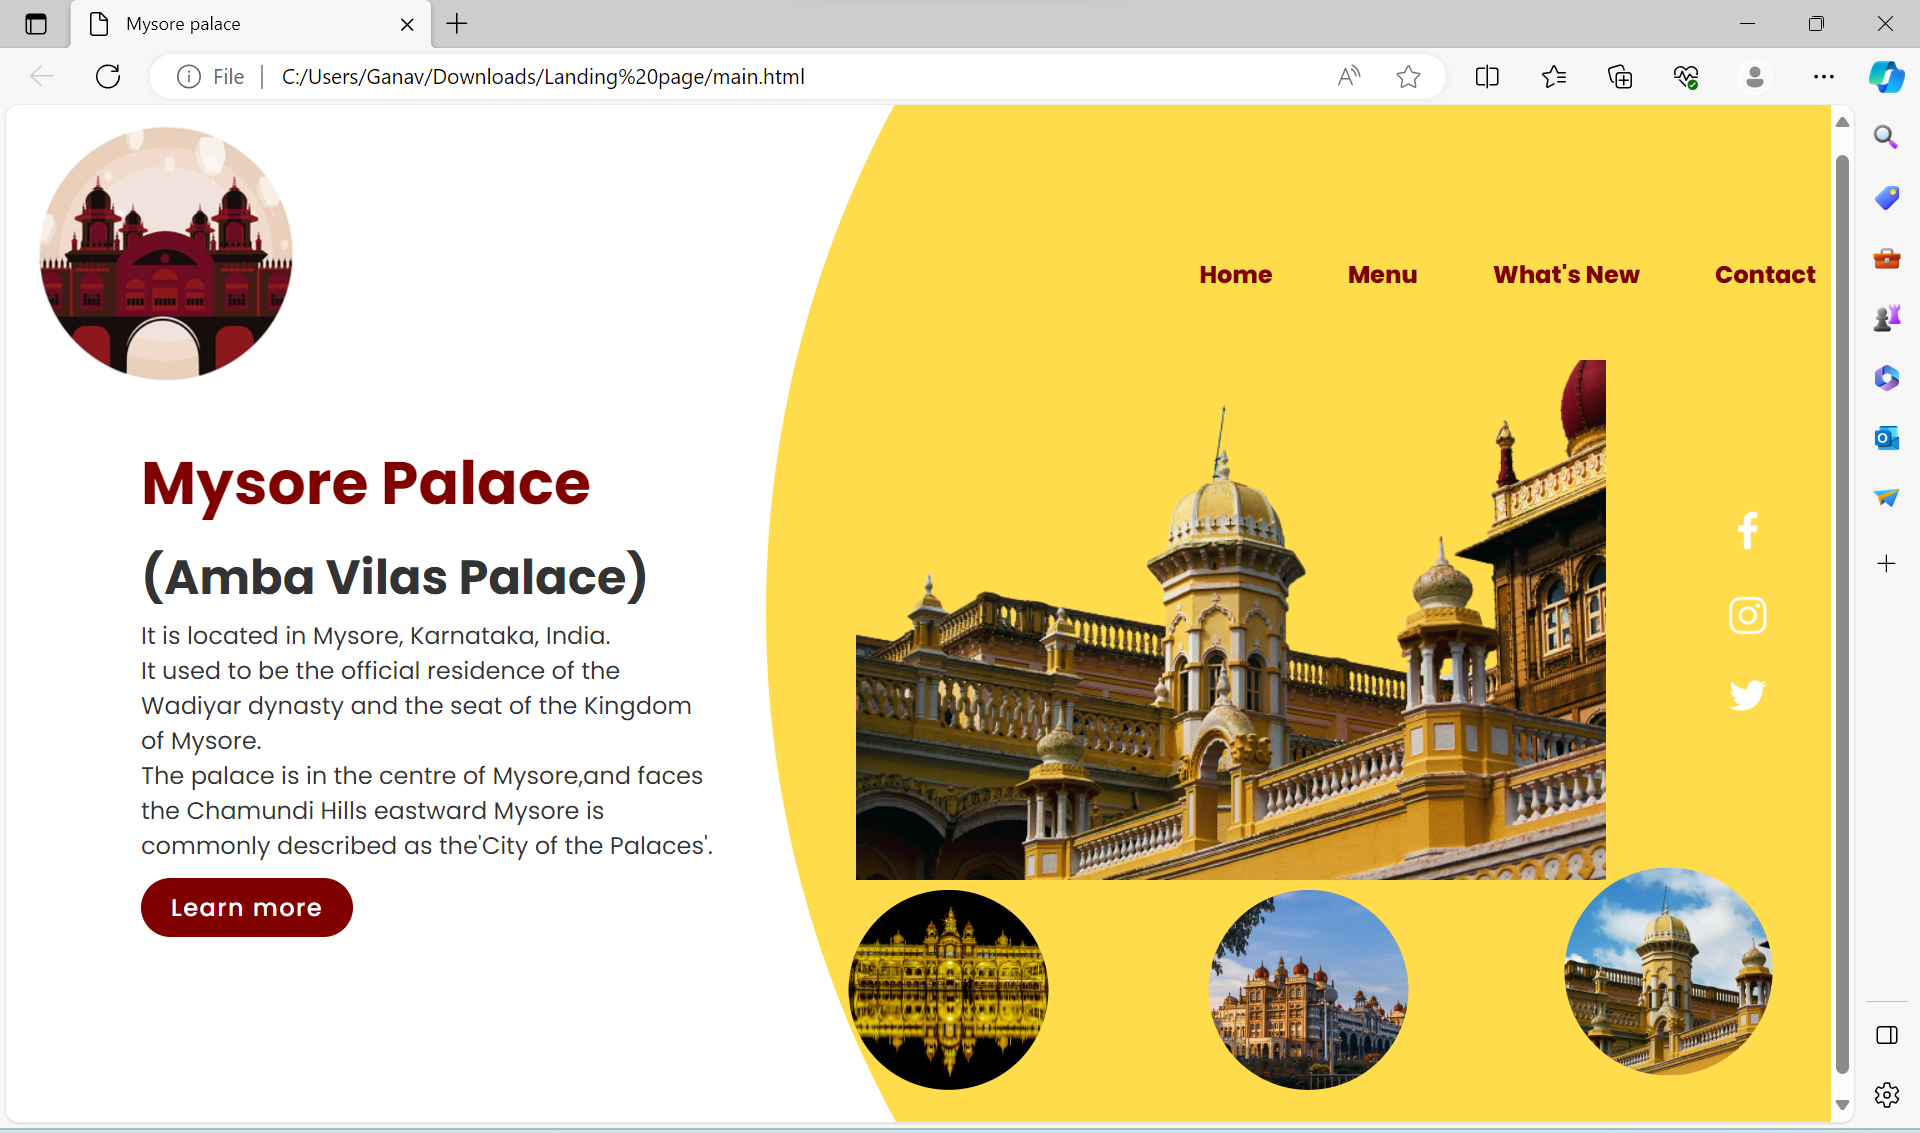 Mysore palace
File
C:/Users/Ganav/Downloads/Landing%20page/main.html
Home Menu What's New Contact
Mysore Palace
(Amba Vilas Palace)
It is located in Mysore, Karnataka, India.
It used to be the official residence of the
Wadiyar dynasty and the seat of the Kingdom
of Mysore.
The palace is in the centre of Mysore,and faces
the Chamundi Hills eastward Mysore is
commonly described as the'City of the Palaces'.
Learn more